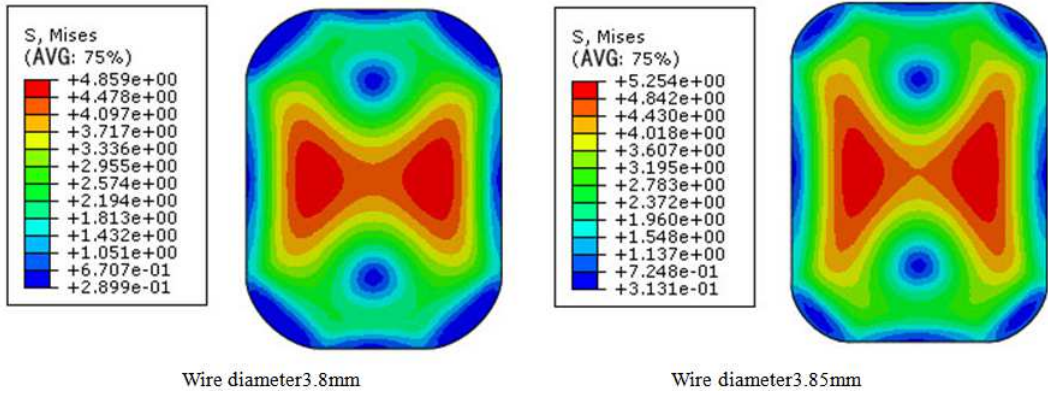 S, Mises
(AVG: 75%)
+4.859e+00
+4.478e+00
+4.097e+00
+3.717e+00
+3.336e+00
+2.955e+00
+2.574e+00
+2.194e+00
+1.813e+00
+1.432e+00
+1.051e+00
+6.707e-01
+2.899e-01
Wire diameter3.8mm
S, Mises
(AVG: 75%)
+5.254e+00
+4.842e+00
+4.430e+00
+4.018e+00
+3.607e+00
+3.195e+00
+2.783e+00
+2.372e+00
+1.960e+00
+1.548e+00
+1.137e+00
+7.248e-01
+3.131e-01
Wire diameter3.85mm